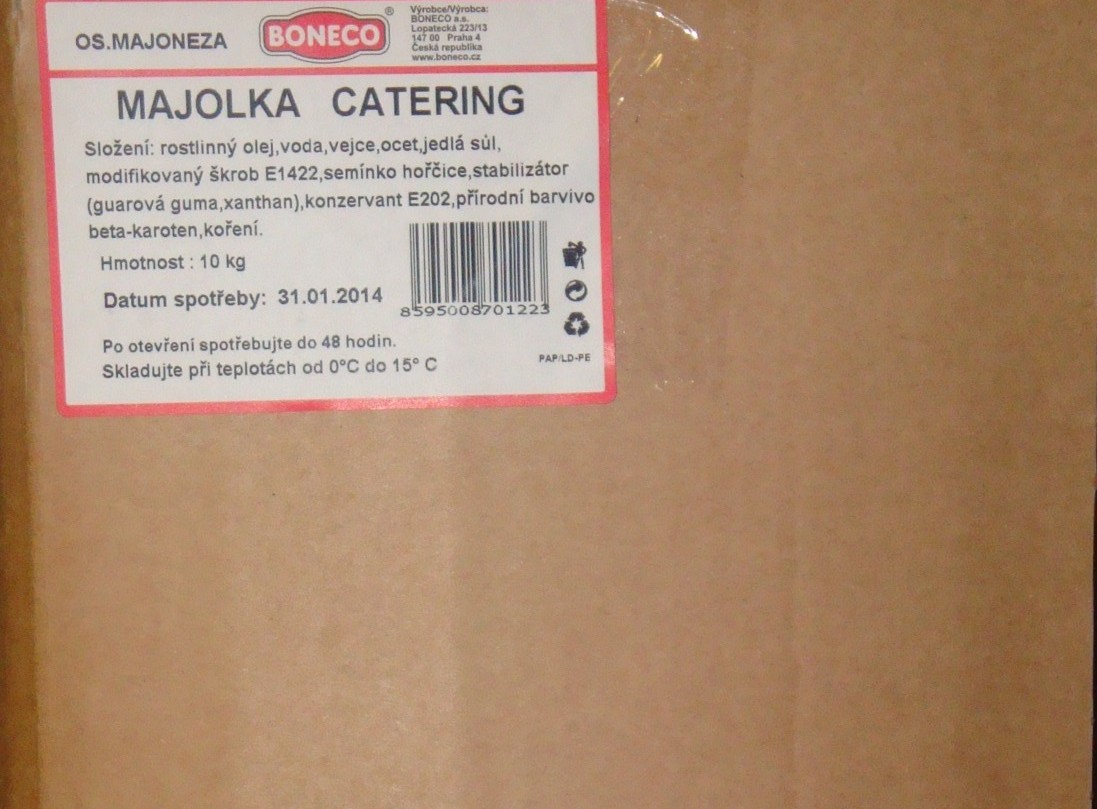 OS.MAJONEZA
BONECO®
Výrobce/Výrobca:
BONECO a.s.
Lopatecká 223/13
147 00 Praha 4
Česká republika
www.boneco.cz
MAJOLKA CATERING
Složení: rostlinný olej,voda,vejce,ocet,jedlá sůl,
modifikovaný škrob E1422,semínko hořčice,stabilizátor
(guarová guma,xanthan),konzervant E202,přírodní barvivo
beta-karoten,koření.
Hmotnost : 10 kg
Datum spotřeby: 31.01.2014
8595008701223
Po otevření spotřebujte do 48 hodin.
Skladujte při teplotách od 0°C do 15° C
PAP/LD-PE